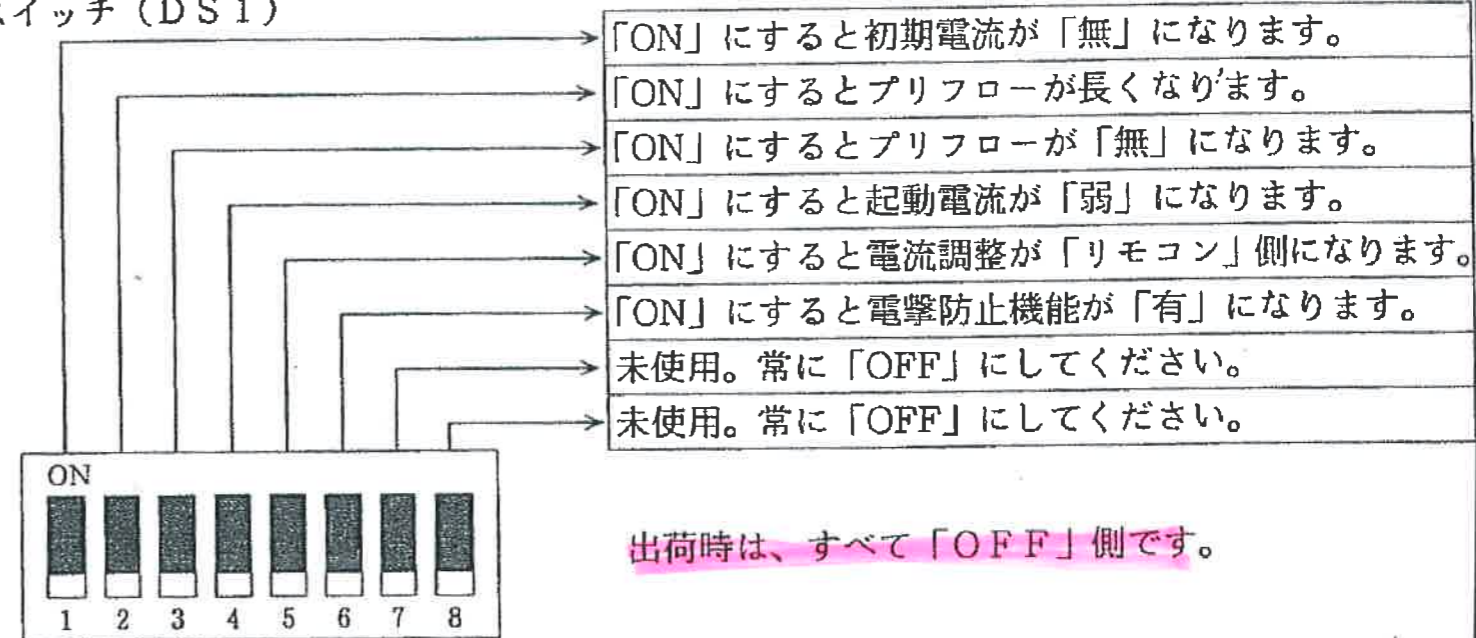 スイッチ（DS1）
「ON」にすると初期電流が「無」になります。
「ON」にするとプリフローが長くなります。
「ON」にするとプリフローが「無」になります。
「ON」にすると起動電流が「弱」になります。
「ON」にすると電流調整が「リモコン」側になります。
「ON」にすると電撃防止機能が「有」になります。
未使用。常に「OFF」にしてください。
未使用。常に「OFF」にしてください。
ON
1 2 3 4 5 6 7 8
出荷時は、すべて「OFF」側です。